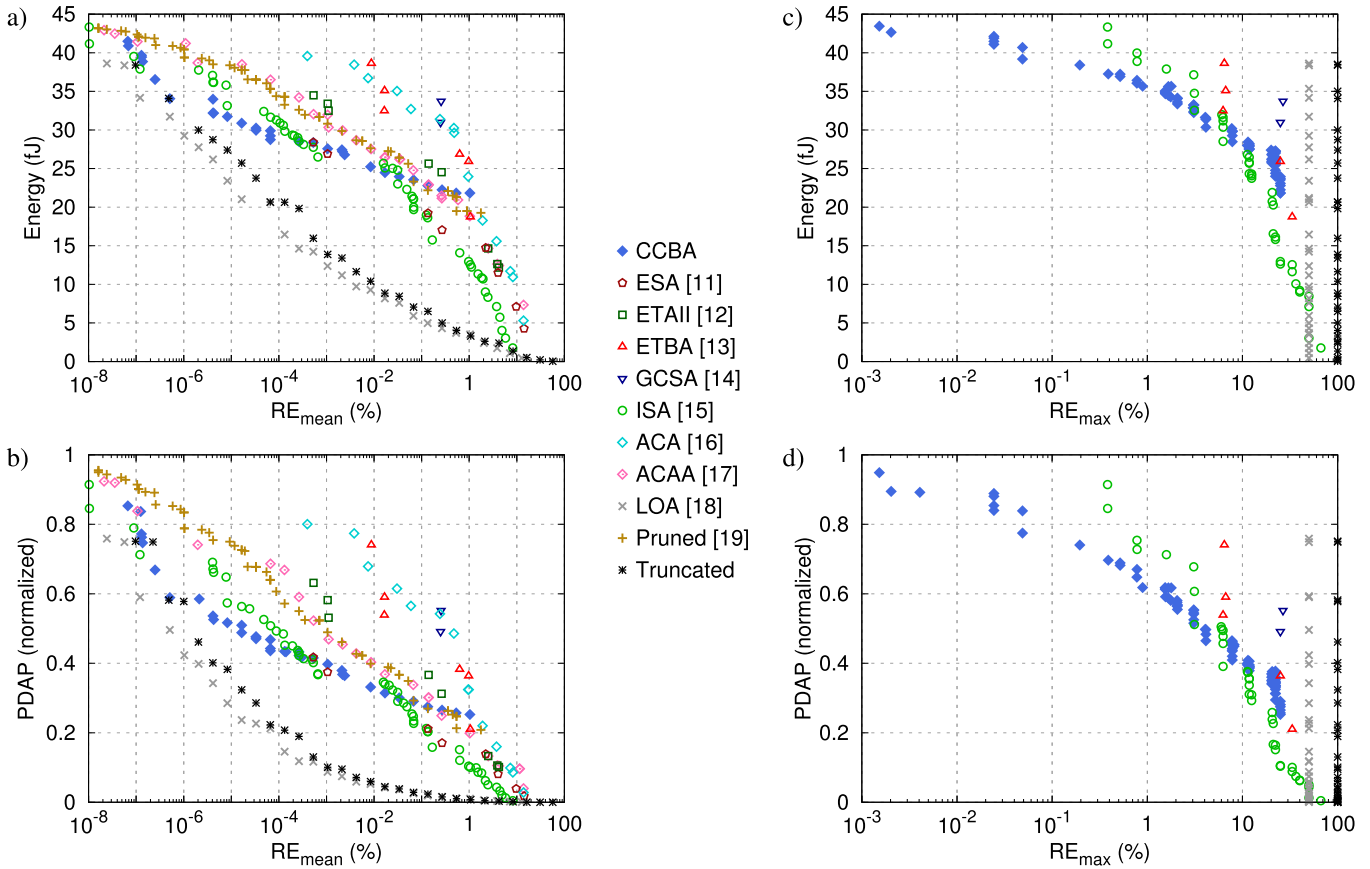 a)
Energy (fJ)
45
40
35
30
25
20
15
10
5
0
10⁻⁸
10⁻⁶
10⁻⁴
10⁻²
1
100
RE_mean (%)
b)
PDAP (normalized)
1
0.8
0.6
0.4
0.2
0
10⁻⁸
10⁻⁶
10⁻⁴
10⁻²
1
100
RE_mean (%)
CCBA
ESA [11]
ETAII [12]
ETBA [13]
GCSA [14]
ISA [15]
ACA [16]
ACAA [17]
LOA [18]
Pruned [19]
Truncated
c)
Energy (fJ)
45
40
35
30
25
20
15
10
5
0
10⁻³
10⁻²
10⁻¹
1
10
100
RE_max (%)
d)
PDAP (normalized)
1
0.8
0.6
0.4
0.2
0
10⁻³
10⁻²
10⁻¹
1
10
100
RE_max (%)